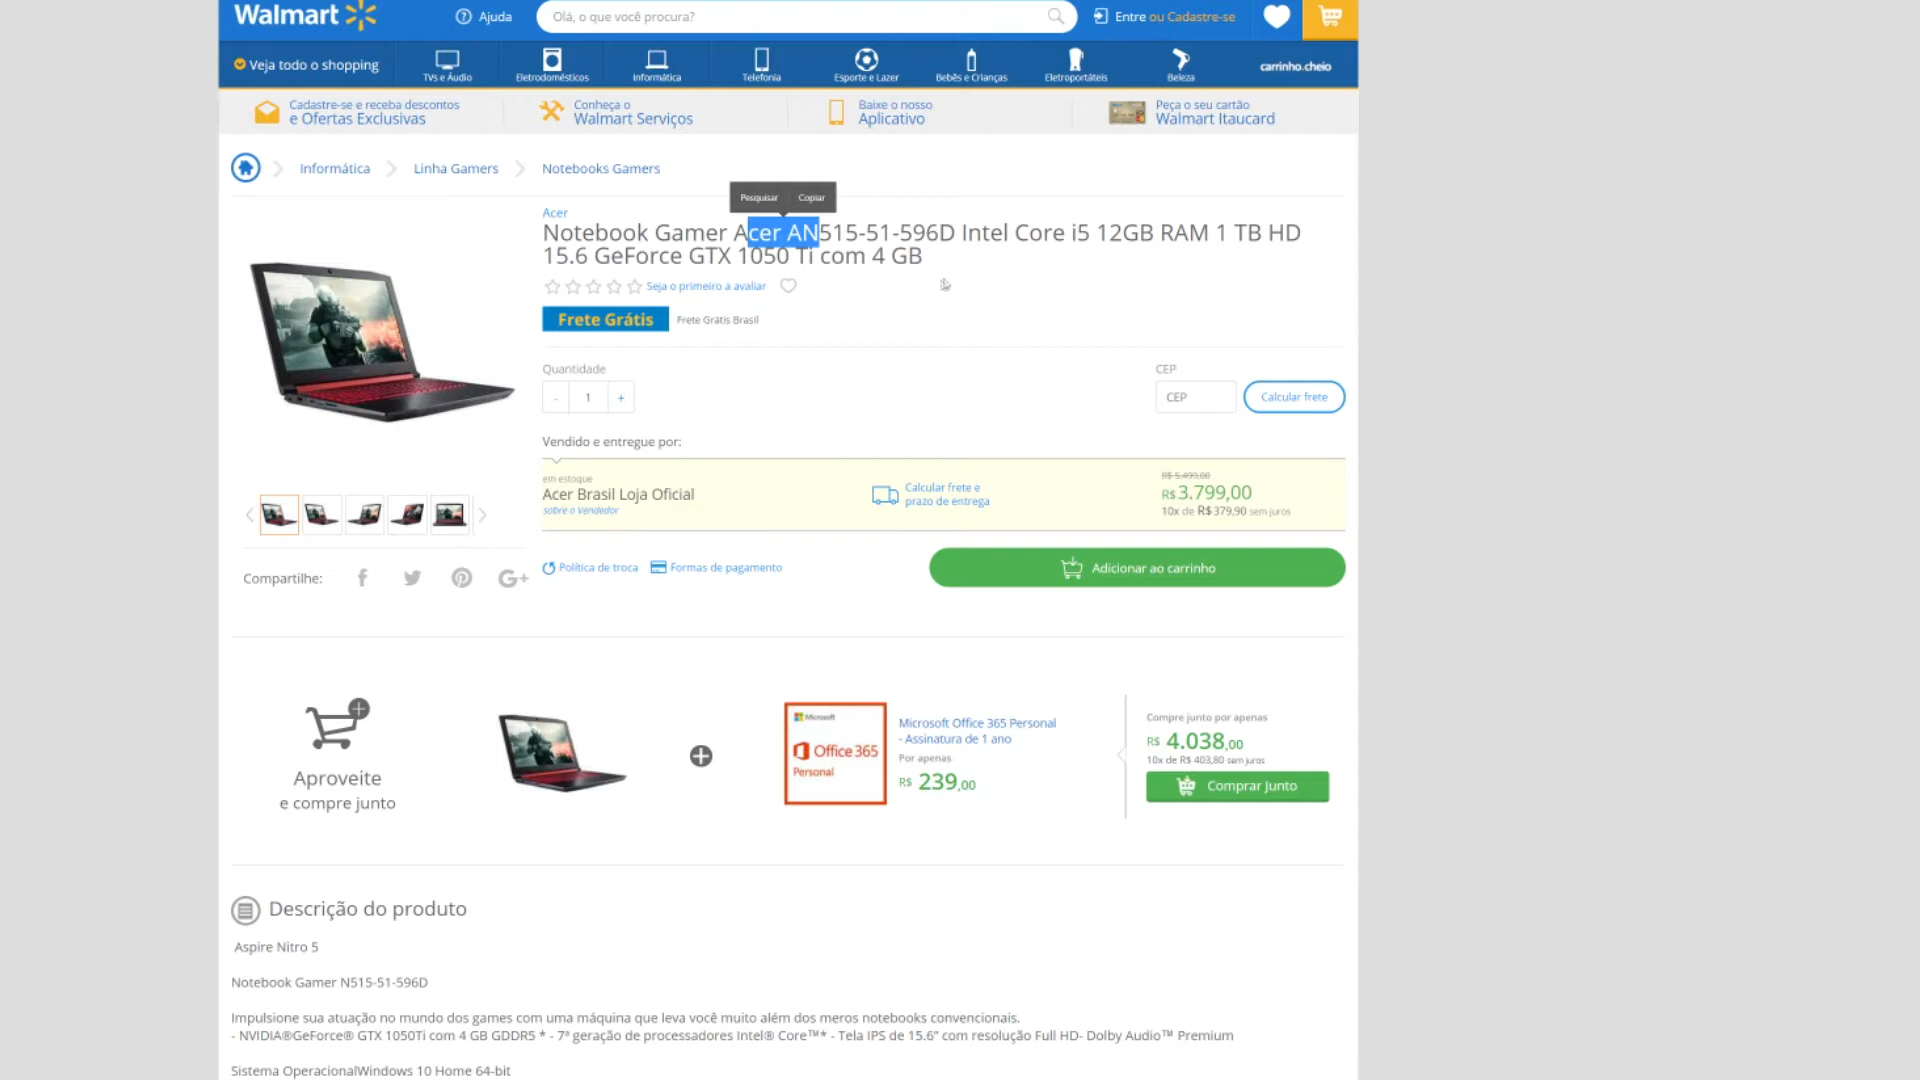 Walmart
Ajuda
Olá, o que você procura?
Entre ou Cadastre-se
Veja todo o shopping
TVs e Áudio
Eletrodomésticos
Informática
Telefonia
Esporte e Lazer
Bebês e Crianças
Eletroportáteis
Beleza
carrinho.cheio
Cadastre-se e receba descontos
e Ofertas Exclusivas
Conheça o
Walmart Serviços
Baixe o nosso
Aplicativo
Peça o seu cartão
Walmart Itaucard
Informática
Linha Gamers
Notebooks Gamers
Pesquisar
Copiar
Acer
Notebook Gamer Acer AN515-51-596D Intel Core i5 12GB RAM 1 TB HD
15.6 GeForce GTX 1050 Ti com 4 GB
Seja o primeiro a avaliar
Frete Grátis
Frete Grátis Brasil
Quantidade
- 1 +
CEP
CEP
Calcular frete
Vendido e entregue por:
em estoque
Acer Brasil Loja Oficial
sobre o Vendedor
Calcular frete e
prazo de entrega
R$ 5.499,00
R$ 3.799,00
10x de R$ 379,90 sem juros
Compartilhe:
G+
Política de troca
Formas de pagamento
Adicionar ao carrinho
Aproveite
e compre junto
Microsoft
Office 365
Personal
Microsoft Office 365 Personal
- Assinatura de 1 ano
Por apenas
R$ 239,00
Compre junto por apenas
R$ 4.038,00
10x de R$ 403,80 sem juros
Comprar Junto
Descrição do produto
Aspire Nitro 5
Notebook Gamer N515-51-596D
Impulsione sua atuação no mundo dos games com uma máquina que leva você muito além dos meros notebooks convencionais.
- NVIDIA®GeForce® GTX 1050Ti com 4 GB GDDR5 * - 7ª geração de processadores Intel® Core™* - Tela IPS de 15.6” com resolução Full HD- Dolby Audio™ Premium
Sistema OperacionalWindows 10 Home 64-bit